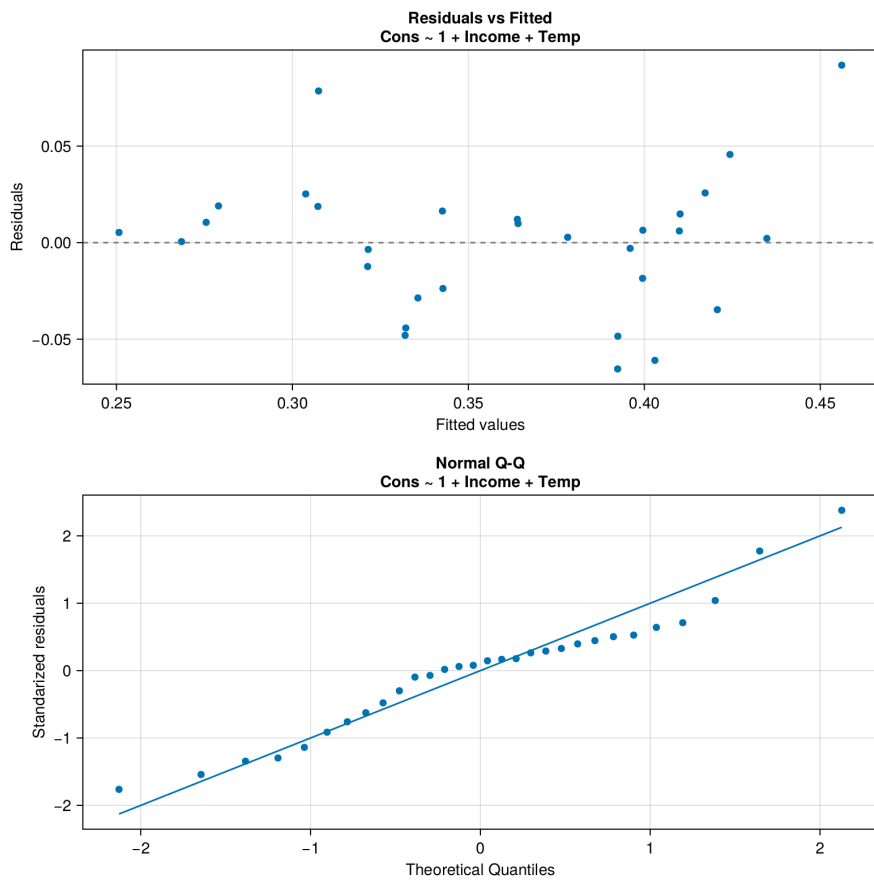 Residuals vs Fitted
Cons ~ 1 + Income + Temp
Residuals
0.05
0.00
−0.05
0.25
0.30
0.35
0.40
0.45
Fitted values
Normal Q-Q
Cons ~ 1 + Income + Temp
Standarized residuals
2
1
0
−1
−2
−2
−1
0
1
2
Theoretical Quantiles